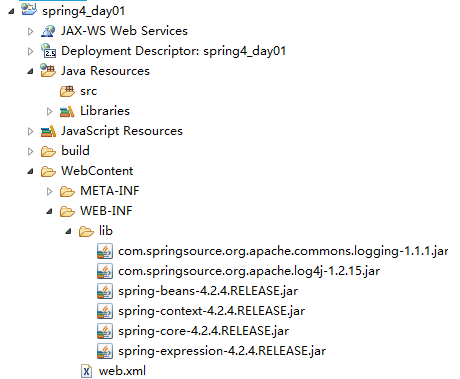 spring4_day01
JAX-WS Web Services
Deployment Descriptor: spring4_day01
Java Resources
src
Libraries
JavaScript Resources
build
WebContent
META-INF
WEB-INF
lib
com.springsource.org.apache.commons.logging-1.1.1.jar
com.springsource.org.apache.log4j-1.2.15.jar
spring-beans-4.2.4.RELEASE.jar
spring-context-4.2.4.RELEASE.jar
spring-core-4.2.4.RELEASE.jar
spring-expression-4.2.4.RELEASE.jar
web.xml